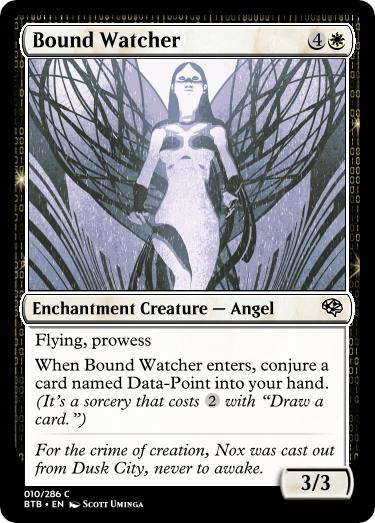 Bound Watcher 4
Enchantment Creature — Angel
Flying, prowess
When Bound Watcher enters, conjure a
card named Data-Point into your hand.
(It's a sorcery that costs 2 with “Draw a
card.”)
For the crime of creation, Nox was cast out
from Dusk City, never to awake.
3/3
010/286 C
BTB • EN Scott Uminga